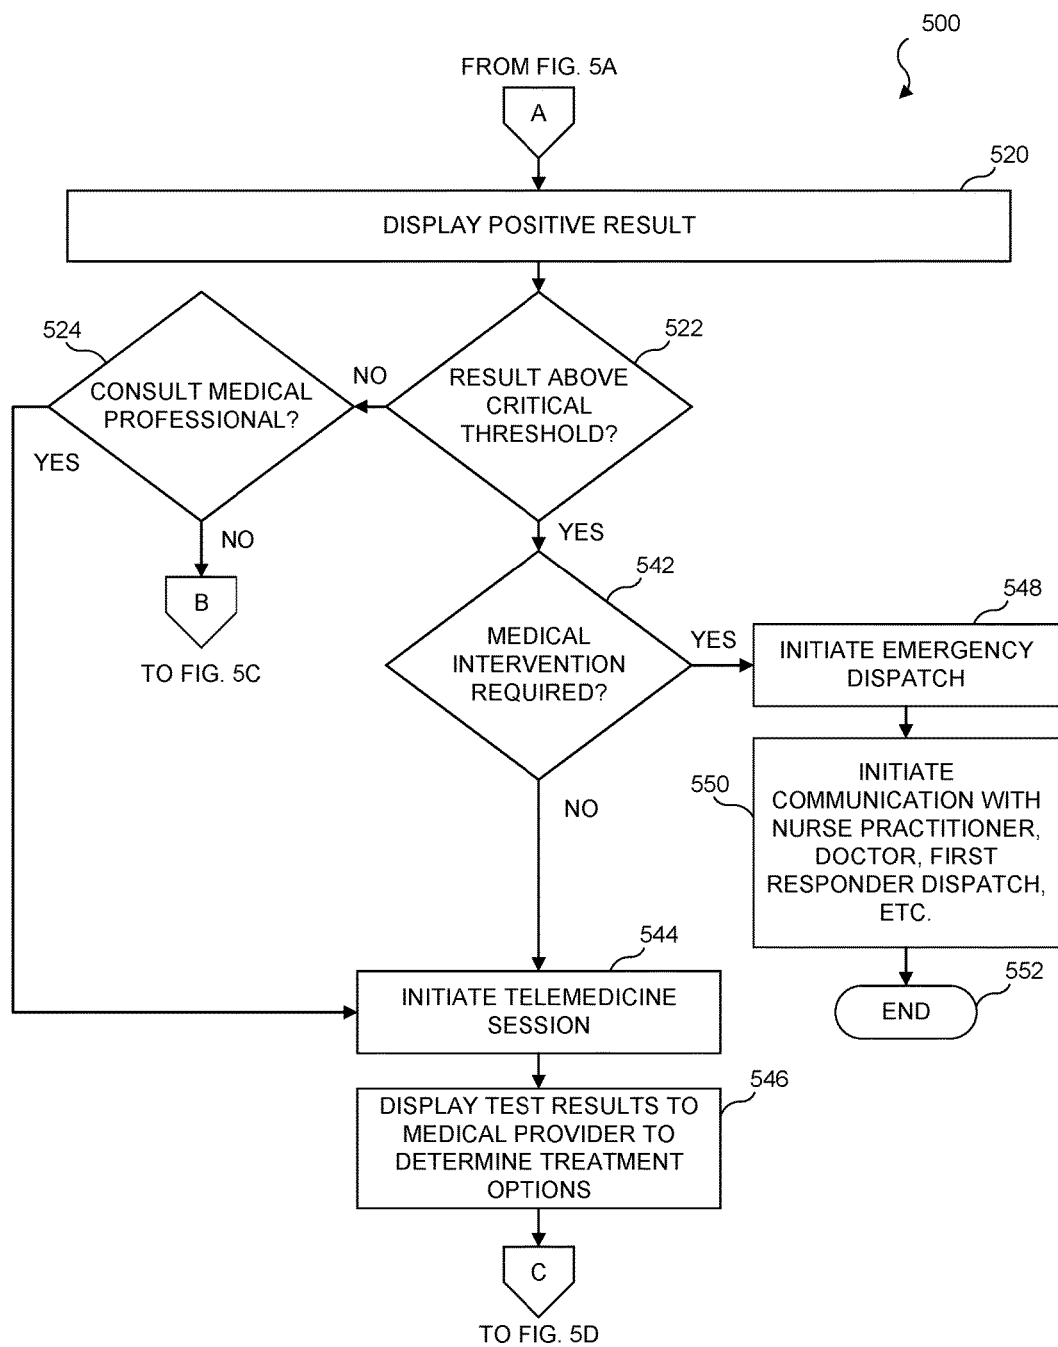 500
FROM FIG. 5A
A
520
DISPLAY POSITIVE RESULT
524
522
CONSULT MEDICAL
PROFESSIONAL?
NO
RESULT ABOVE
CRITICAL
THRESHOLD?
YES
NO
YES
B
TO FIG. 5C
542
MEDICAL
INTERVENTION
REQUIRED?
YES
548
INITIATE EMERGENCY
DISPATCH
NO
550
INITIATE
COMMUNICATION WITH
NURSE PRACTITIONER,
DOCTOR, FIRST
RESPONDER DISPATCH,
ETC.
544
INITIATE TELEMEDICINE
SESSION
552
END
546
DISPLAY TEST RESULTS TO
MEDICAL PROVIDER TO
DETERMINE TREATMENT
OPTIONS
C
TO FIG. 5D